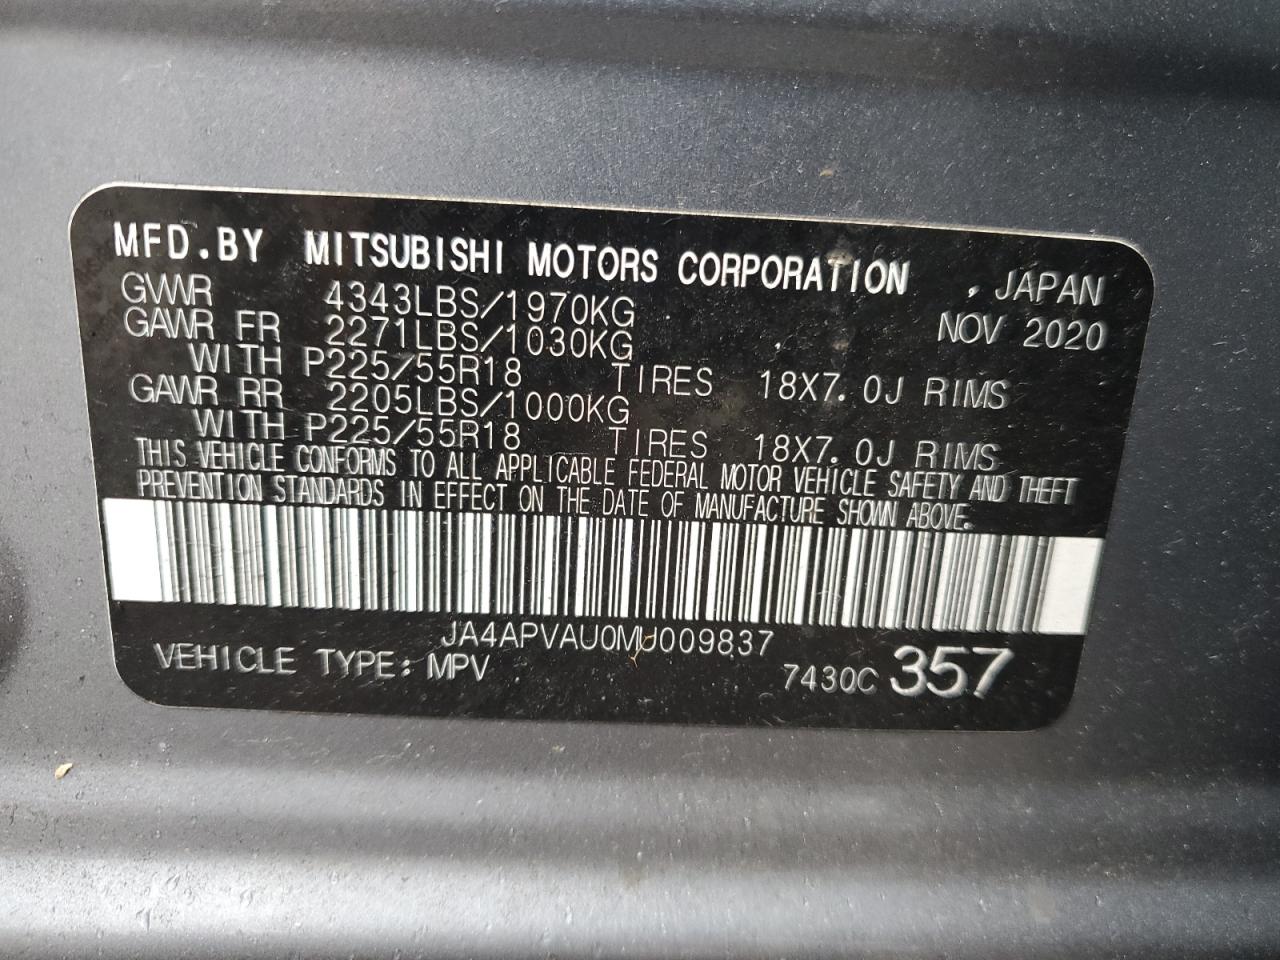 MFD.BY MITSUBISHI MOTORS CORPORATION , JAPAN
GVWR 4343LBS/1970KG NOV 2020
GAWR FR 2271LBS/1030KG
WITH P225/55R18 TIRES 18X7.0J RIMS
GAWR RR 2205LBS/1000KG
WITH P225/55R18 TIRES 18X7.0J RIMS
THIS VEHICLE CONFORMS TO ALL APPLICABLE FEDERAL MOTOR VEHICLE SAFETY AND THEFT
PREVENTION STANDARDS IN EFFECT ON THE DATE OF MANUFACTURE SHOWN ABOVE.
JA4APVAU0MU009837
VEHICLE TYPE: MPV 7430C 357